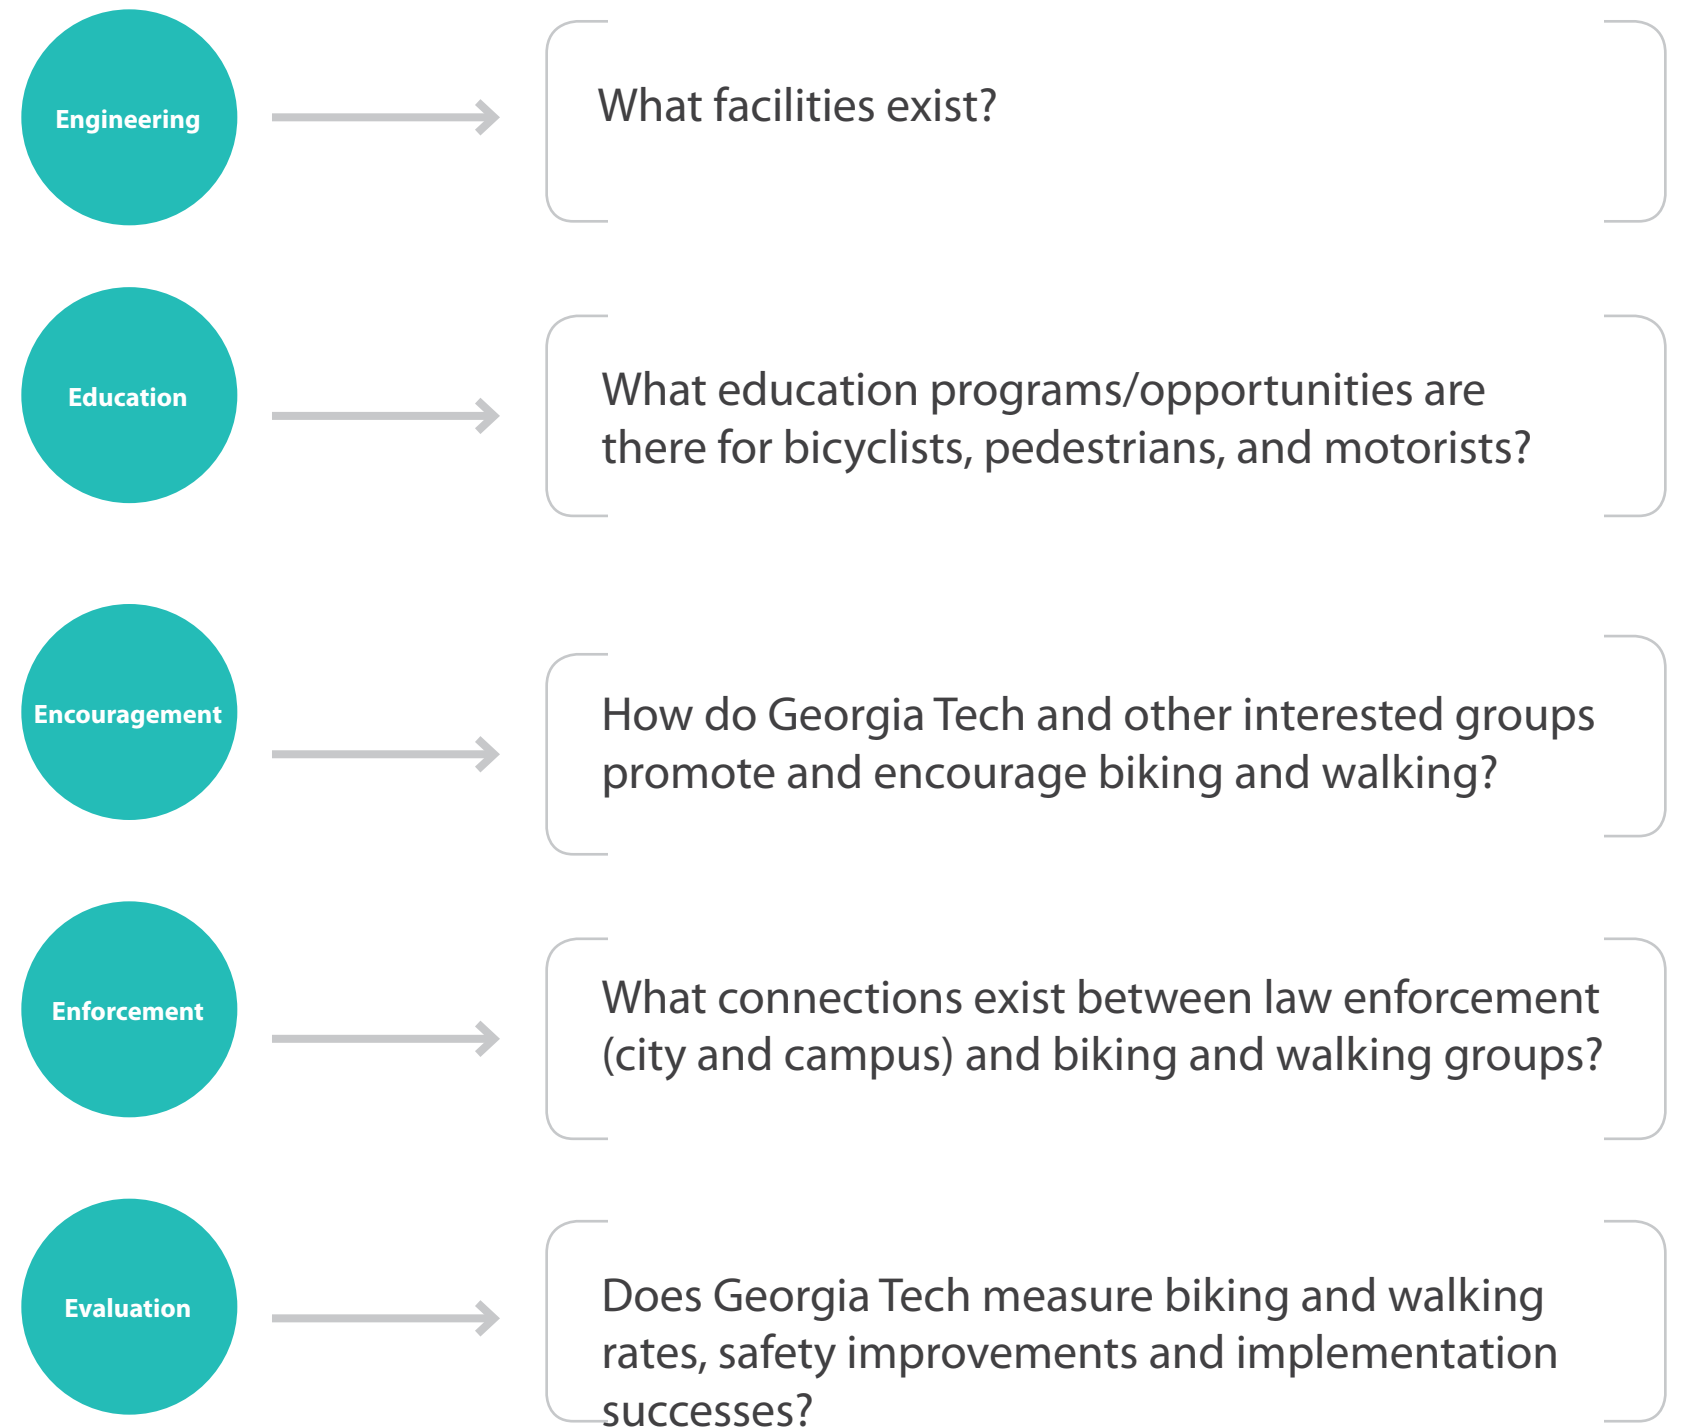 Engineering
What facilities exist?
Education
What education programs/opportunities are
there for bicyclists, pedestrians, and motorists?
Encouragement
How do Georgia Tech and other interested groups
promote and encourage biking and walking?
Enforcement
What connections exist between law enforcement
(city and campus) and biking and walking groups?
Evaluation
Does Georgia Tech measure biking and walking
rates, safety improvements and implementation
successes?